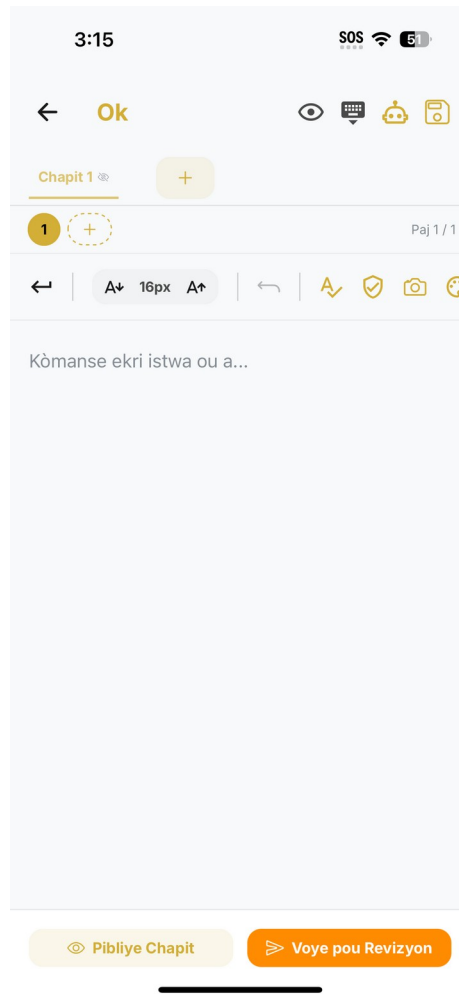 3:15
SOS
51
Ok
Chapit 1
+
1
+
Paj 1 / 1
A
16px
A
A
Kòmanse ekri istwa ou a...
Pibliye Chapit
Voye pou Revizyon